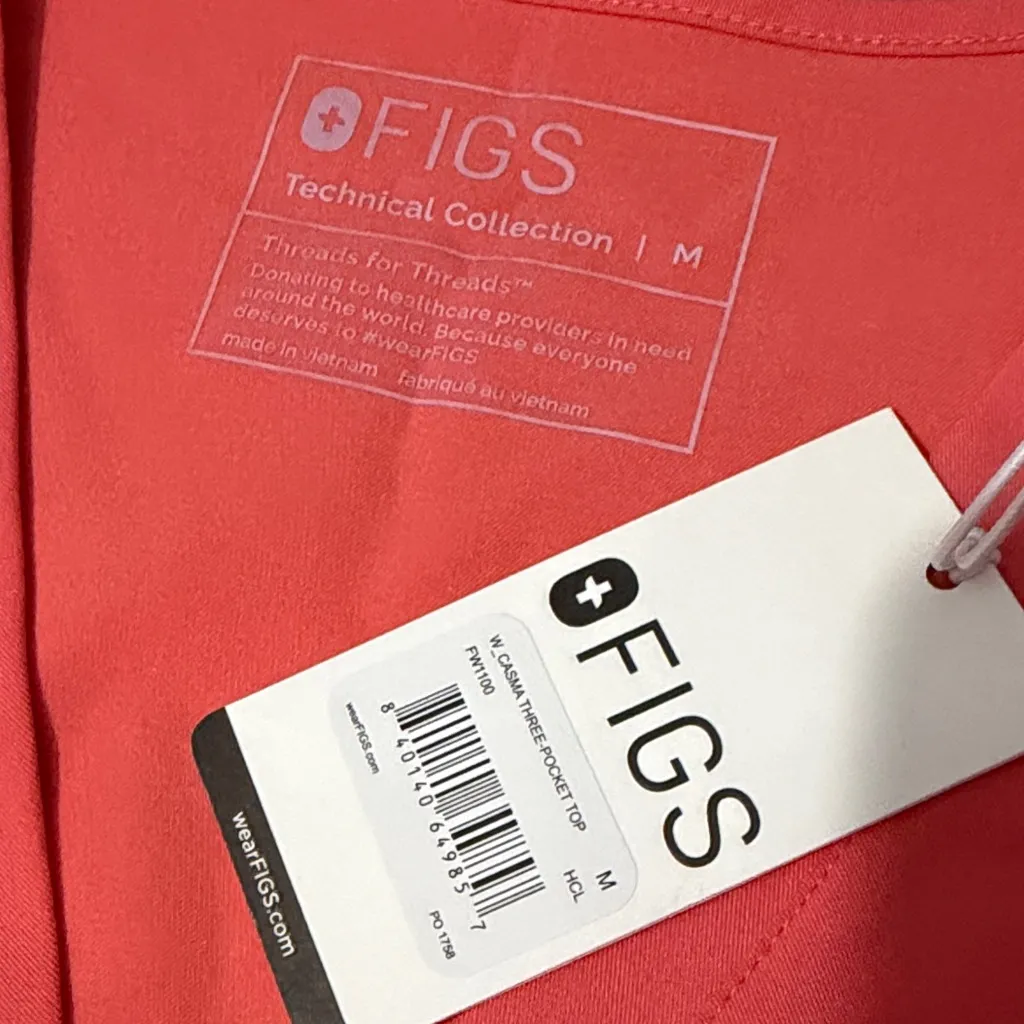 FIGS
Technical Collection | M
Threads for Threads™
Donating to healthcare providers in need
around the world. Because everyone
deserves to #wearFIGS
made in vietnam fabriqué au vietnam
FIGS
W_CASMA THREE-POCKET TOP M
FW1100 HCL
8 40140 64985 7
wearFIGS.com PO 1758
wearFIGS.com